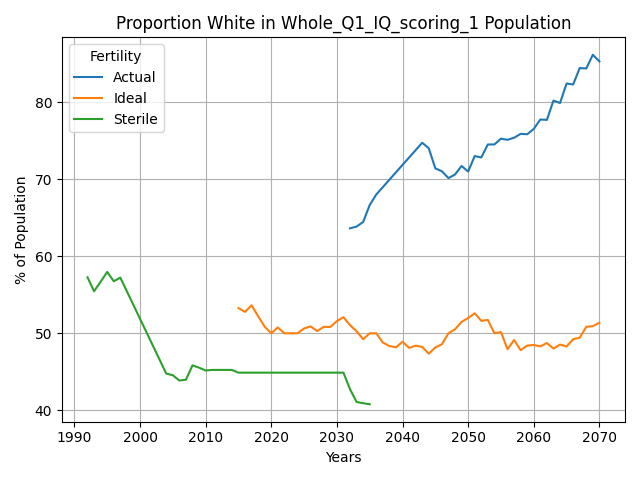 Proportion White in Whole_Q1_IQ_scoring_1 Population
Fertility
Actual
Ideal
Sterile
% of Population
80
70
60
50
40
1990 2000 2010 2020 2030 2040 2050 2060 2070
Years